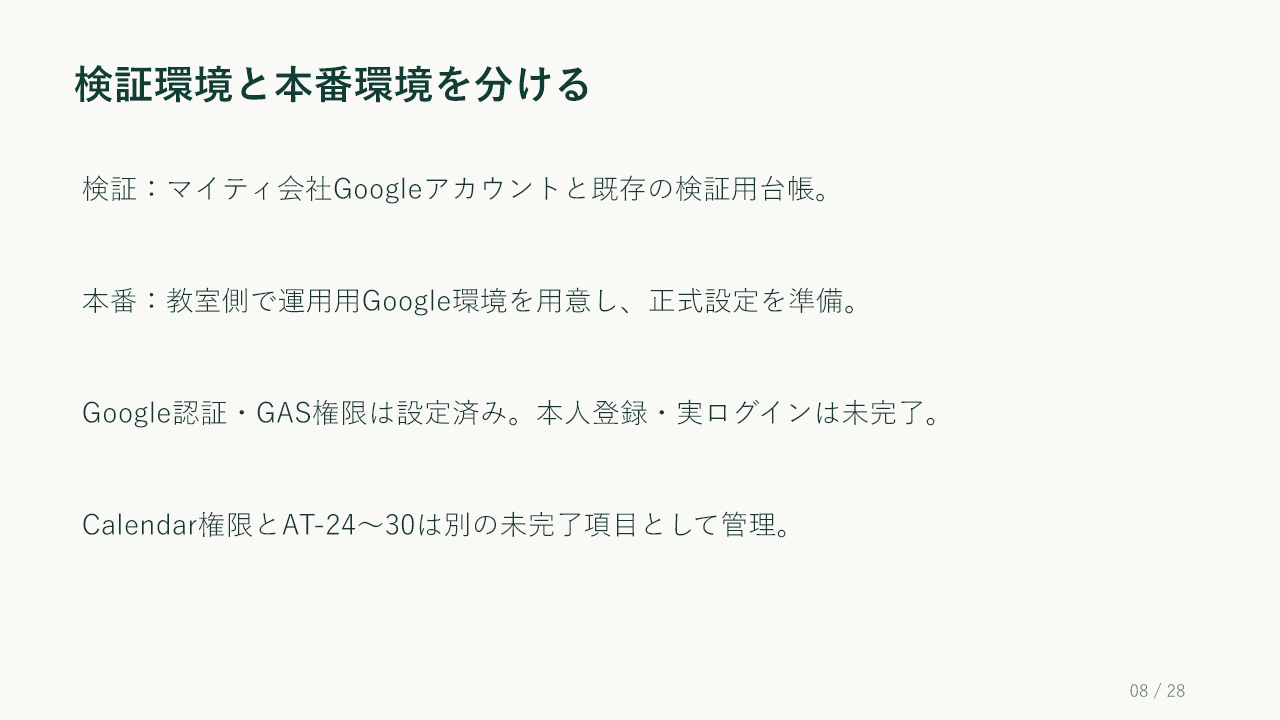 検証環境と本番環境を分ける
検証：マイティ会社Googleアカウントと既存の検証用台帳。
本番：教室側で運用用Google環境を用意し、正式設定を準備。
Google認証・GAS権限は設定済み。本人登録・実ログインは未完了。
Calendar権限とAT-24〜30は別の未完了項目として管理。
08 / 28